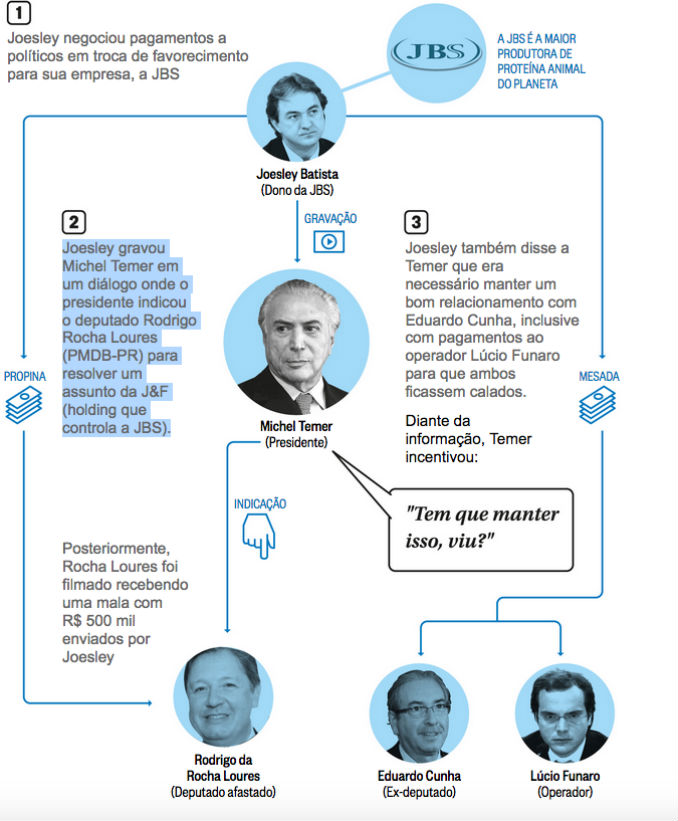 1
Joesley negociou pagamentos a
políticos em troca de favorecimento
para sua empresa, a JBS
JBS
A JBS É A MAIOR
PRODUTORA DE
PROTEÍNA ANIMAL
DO PLANETA
Joesley Batista
(Dono da JBS)
GRAVAÇÃO
2
Joesley gravou
Michel Temer em
um diálogo onde o
presidente indicou
o deputado Rodrigo
Rocha Loures
(PMDB-PR) para
resolver um
assunto da J&F
(holding que
controla a JBS).
3
Joesley também disse a
Temer que era
necessário manter um
bom relacionamento com
Eduardo Cunha, inclusive
com pagamentos ao
operador Lúcio Funaro
para que ambos
ficassem calados.
Diante da
informação, Temer
incentivou:
PROPINA
MESADA
Michel Temer
(Presidente)
INDICAÇÃO
"Tem que manter
isso, viu?"
Posteriormente,
Rocha Loures foi
filmado recebendo
uma mala com
R$ 500 mil
enviados por
Joesley
Rodrigo da
Rocha Loures
(Deputado afastado)
Eduardo Cunha
(Ex-deputado)
Lúcio Funaro
(Operador)